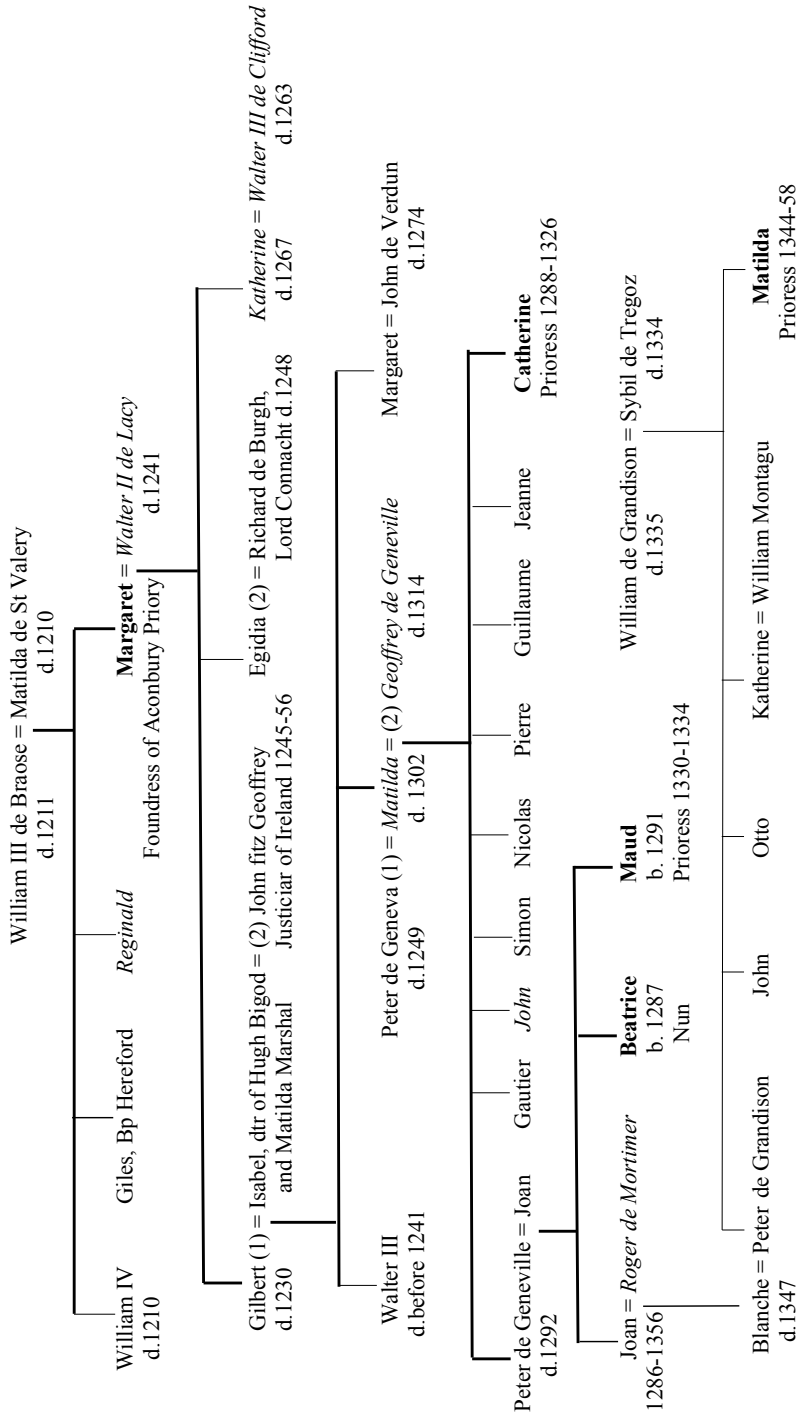 William III de Braose = Matilda de St Valery
d.1211 d.1210
William IV Giles, Bp Hereford Reginald Margaret = Walter II de Lacy
d.1210 d.1241
Foundress of Aconbury Priory
Gilbert (1) = Isabel, dtr of Hugh Bigod = (2) John fitz Geoffrey Egidia (2) = Richard de Burgh, Katherine = Walter III de Clifford
d.1230 and Matilda Marshal Justiciar of Ireland 1245-56 Lord Connacht d.1248 d.1267 d.1263
Walter III Peter de Geneva (1) = Matilda = (2) Geoffrey de Geneville Margaret = John de Verdun
d.before 1241 d.1249 d. 1302 d.1314 d.1274
Peter de Geneville = Joan Gautier John Simon Nicolas Pierre Guillaume Jeanne Catherine
d.1292 Prioress 1288-1326
Joan = Roger de Mortimer Beatrice Maud William de Grandison = Sybil de Tregoz
1286-1356 b. 1287 b. 1291 d.1335 d.1334
Nun Prioress 1330-1334
Blanche = Peter de Grandison John Otto Katherine = William Montagu Matilda
d.1347 Prioress 1344-58